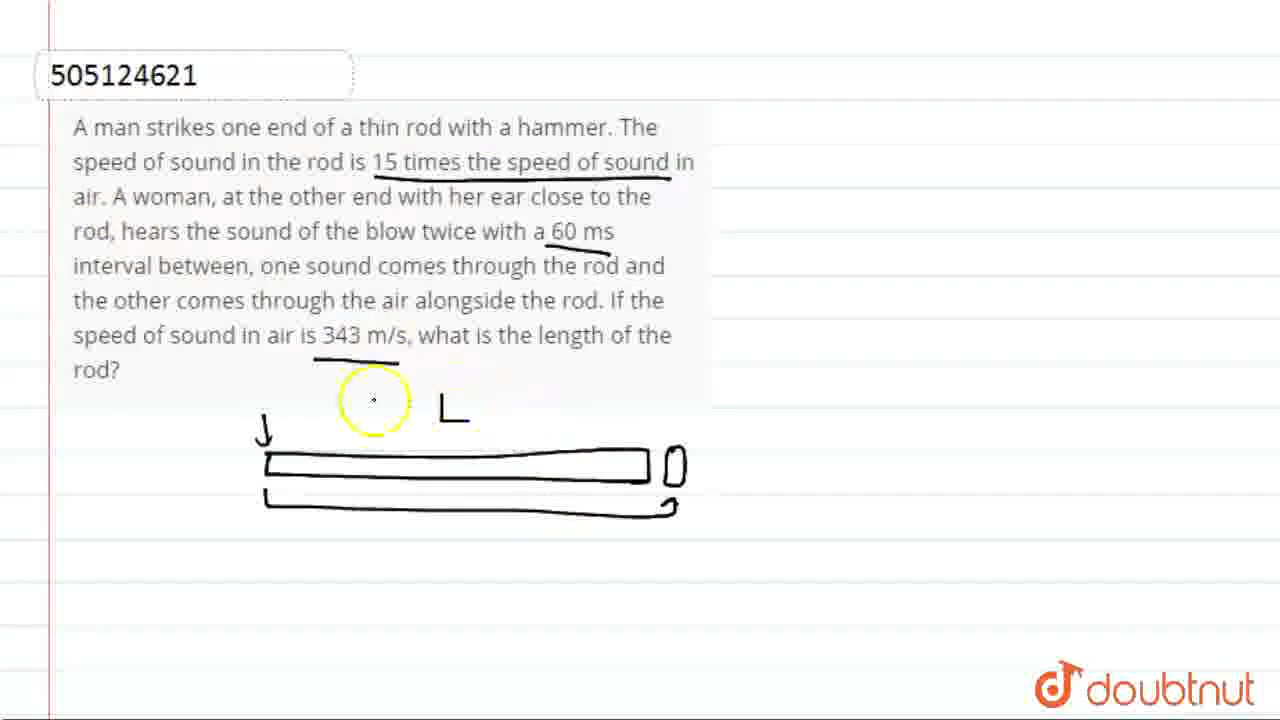 505124621
A man strikes one end of a thin rod with a hammer. The
speed of sound in the rod is 15 times the speed of sound in
air. A woman, at the other end with her ear close to the
rod, hears the sound of the blow twice with a 60 ms
interval between, one sound comes through the rod and
the other comes through the air alongside the rod. If the
speed of sound in air is 343 m/s, what is the length of the
rod?
L
doubtnut